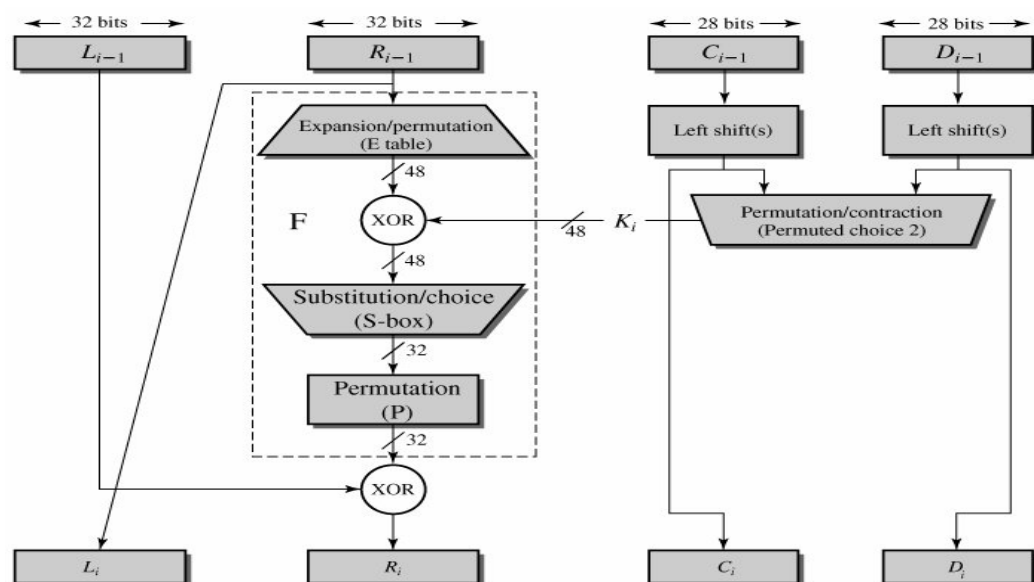 32 bits 32 bits 28 bits 28 bits
L_{i−1} R_{i−1} C_{i−1} D_{i−1}
Expansion/permutation
(E table)
Left shift(s) Left shift(s)
48
F XOR 48 K_i
Permutation/contraction
(Permuted choice 2)
48
Substitution/choice
(S-box)
32
Permutation
(P)
32
XOR
L_i R_i C_i D_i